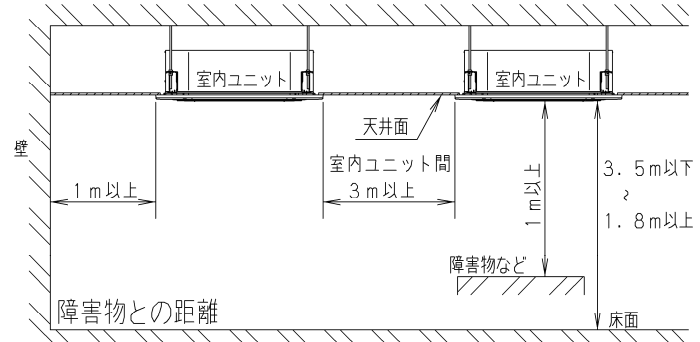 室内ユニット
室内ユニット
天井面
壁
室内ユニット間
1m以上
3m以上
1m以上
3.5m以下
~
1.8m以上
障害物など
障害物との距離
床面